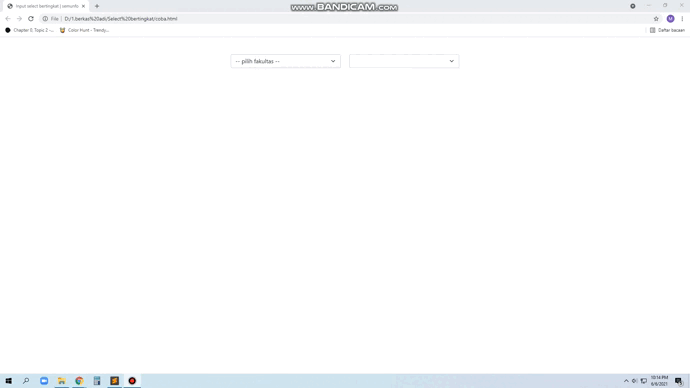 Input select bertingkat | semunfo
www.BANDICAM.com
File
D:/1.berkas%20adi/Select%20bertingkat/coba.html
M
Chapter 0, Topic 2 -...
Color Hunt - Trendy...
Daftar bacaan
-- pilih fakultas --
10:14 PM
6/6/2021